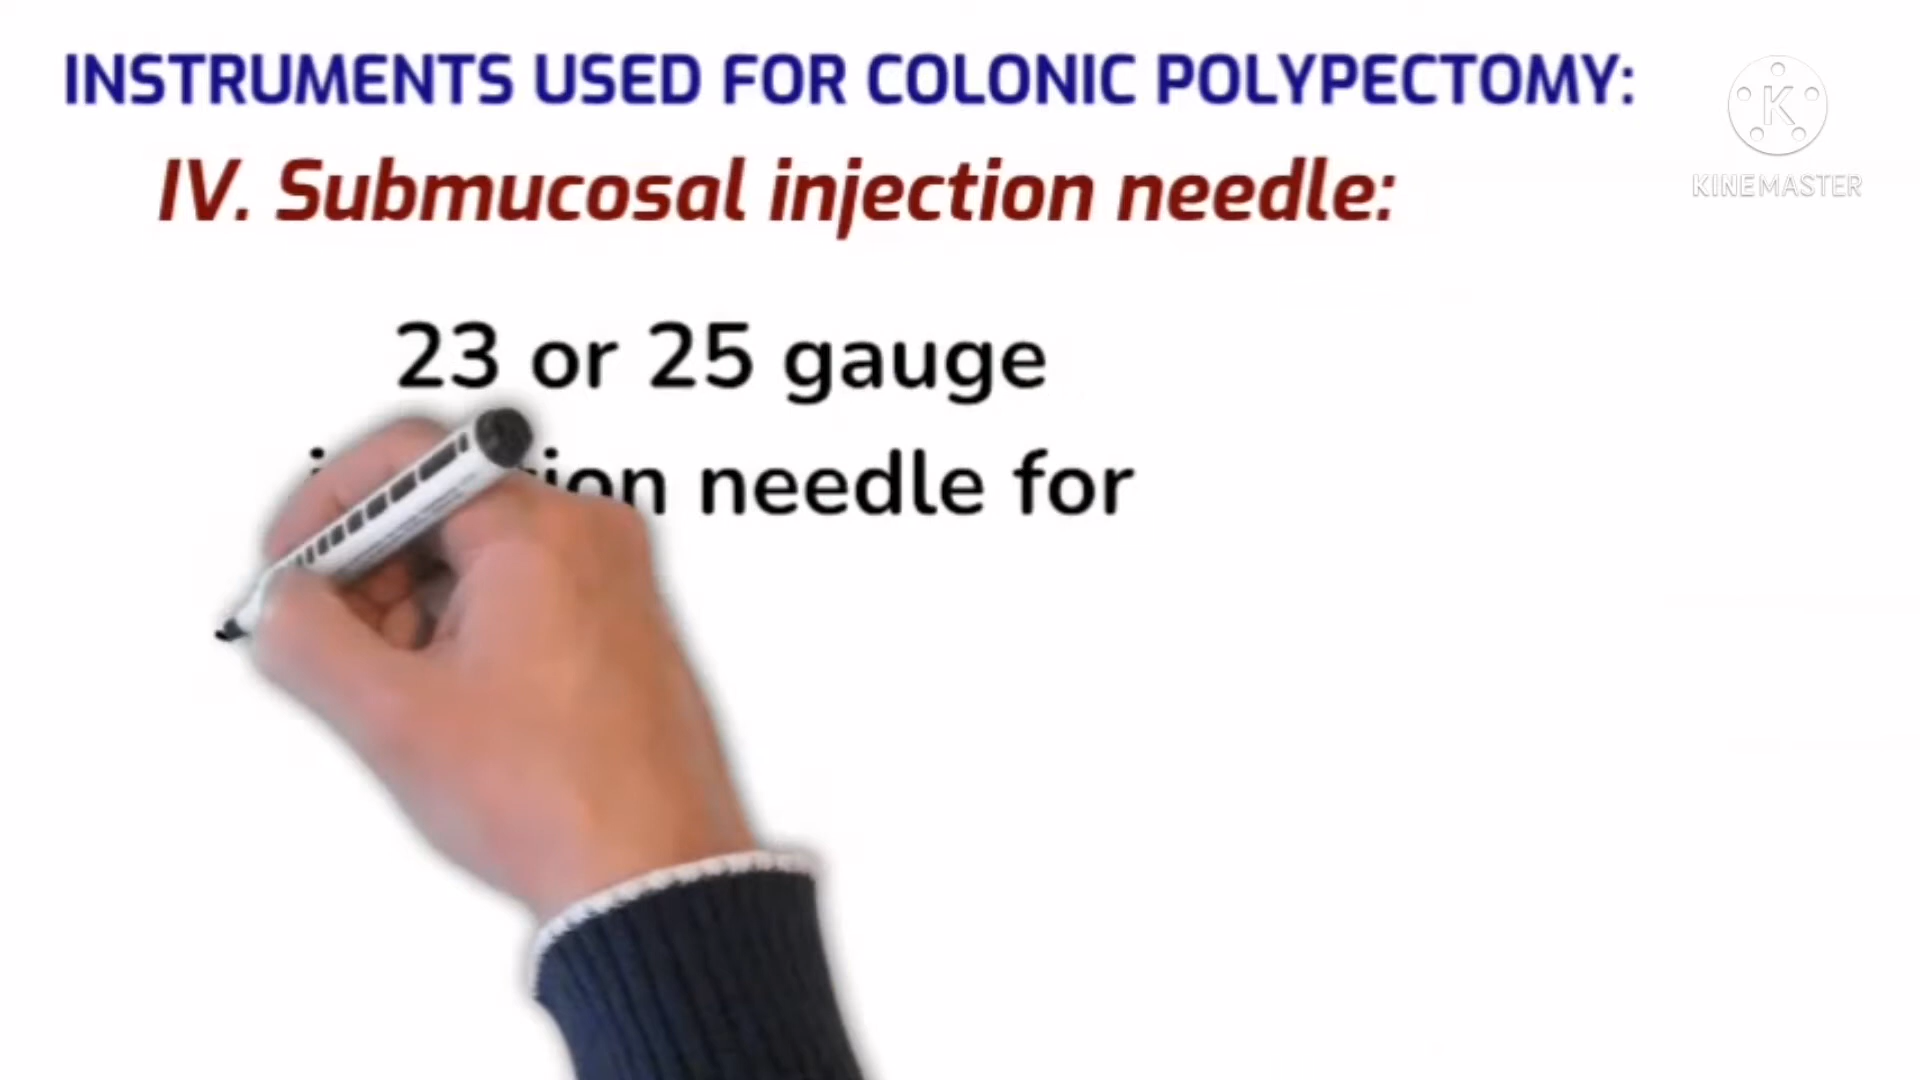 INSTRUMENTS USED FOR COLONIC POLYPECTOMY:
IV. Submucosal injection needle:
K
KINEMASTER
23 or 25 gauge
needle for